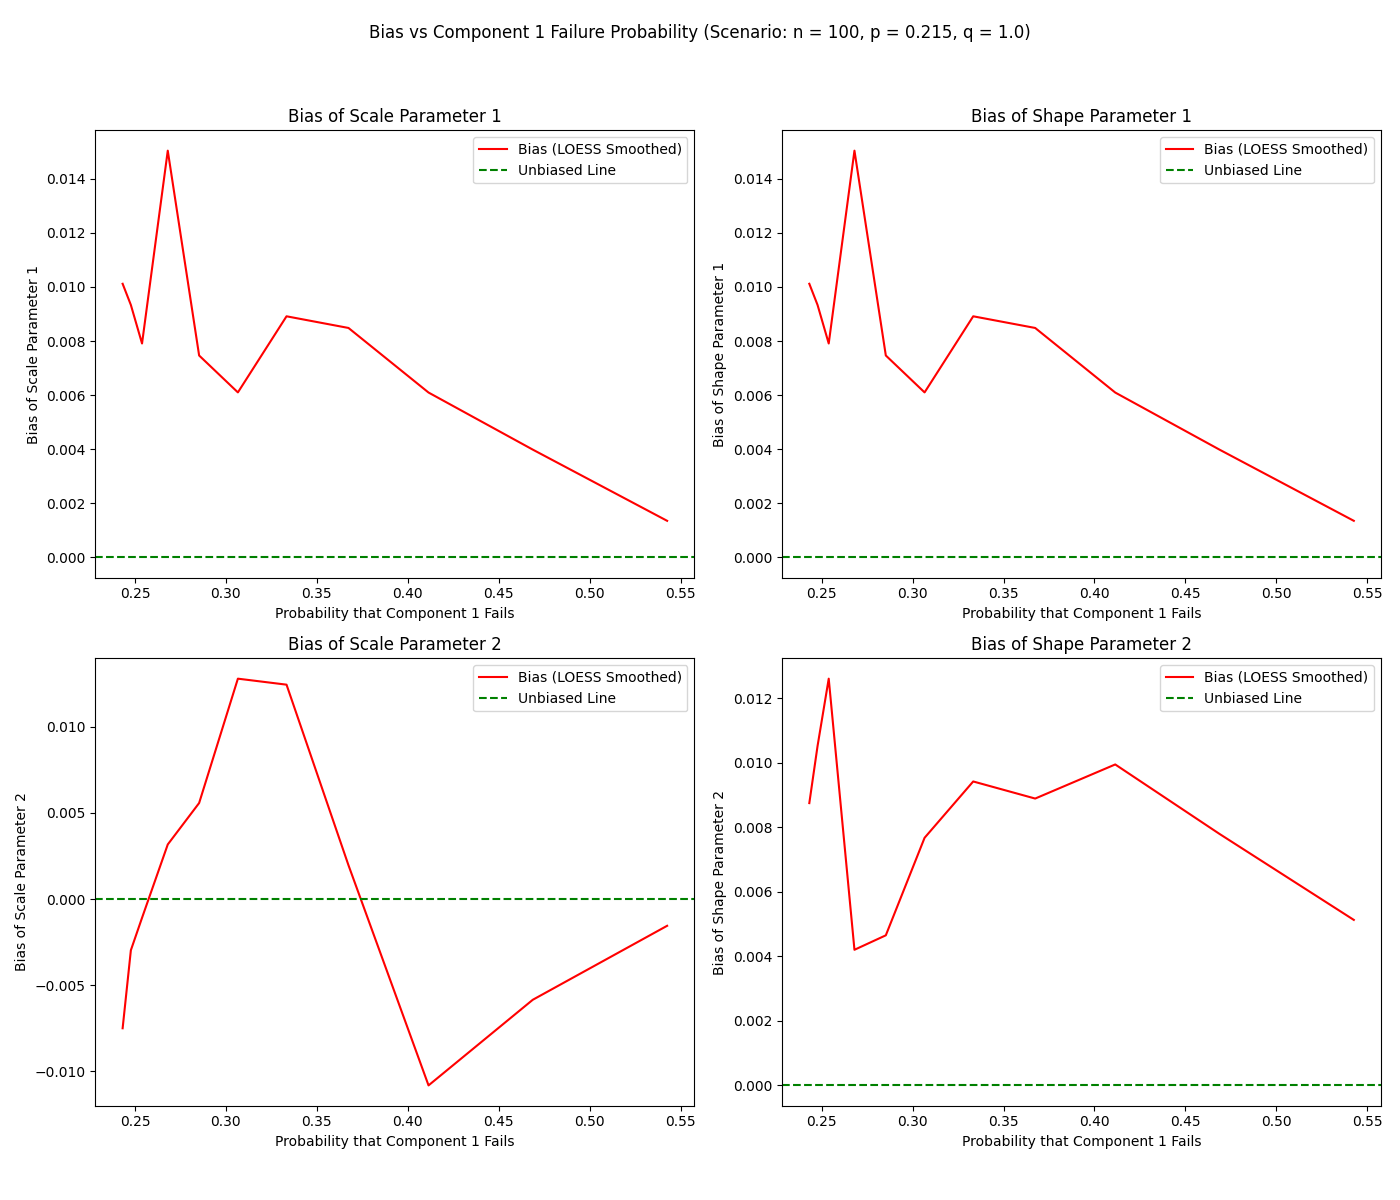 Bias vs Component 1 Failure Probability (Scenario: n = 100, p = 0.215, q = 1.0)
Bias of Scale Parameter 1
Bias (LOESS Smoothed)
Unbiased Line
Bias of Scale Parameter 1
0.014
0.012
0.010
0.008
0.006
0.004
0.002
0.000
0.25 0.30 0.35 0.40 0.45 0.50 0.55
Probability that Component 1 Fails
Bias of Shape Parameter 1
Bias (LOESS Smoothed)
Unbiased Line
Bias of Shape Parameter 1
0.014
0.012
0.010
0.008
0.006
0.004
0.002
0.000
0.25 0.30 0.35 0.40 0.45 0.50 0.55
Probability that Component 1 Fails
Bias of Scale Parameter 2
Bias (LOESS Smoothed)
Unbiased Line
Bias of Scale Parameter 2
0.010
0.005
0.000
−0.005
−0.010
0.25 0.30 0.35 0.40 0.45 0.50 0.55
Probability that Component 1 Fails
Bias of Shape Parameter 2
Bias (LOESS Smoothed)
Unbiased Line
Bias of Shape Parameter 2
0.012
0.010
0.008
0.006
0.004
0.002
0.000
0.25 0.30 0.35 0.40 0.45 0.50 0.55
Probability that Component 1 Fails